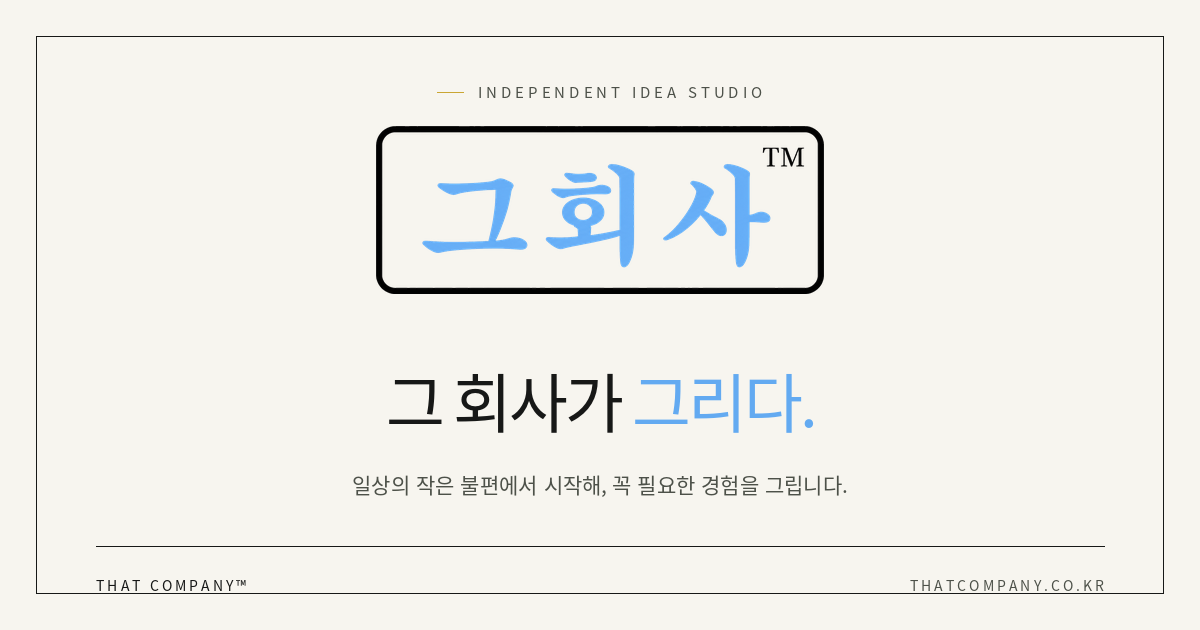 INDEPENDENT IDEA STUDIO
그회사 TM
그 회사가 그리다.
일상의 작은 불편에서 시작해, 꼭 필요한 경험을 그립니다.
THAT COMPANY™
THATCOMPANY.CO.KR